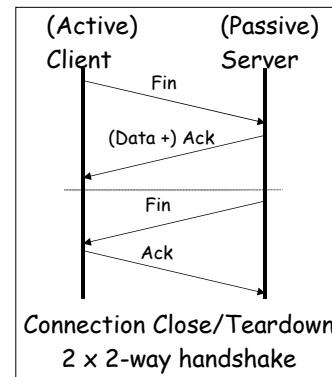 (Active) (Passive)
Client Server
Fin
(Data +) Ack
Fin
Ack
Connection Close/Teardown
2 x 2-way handshake